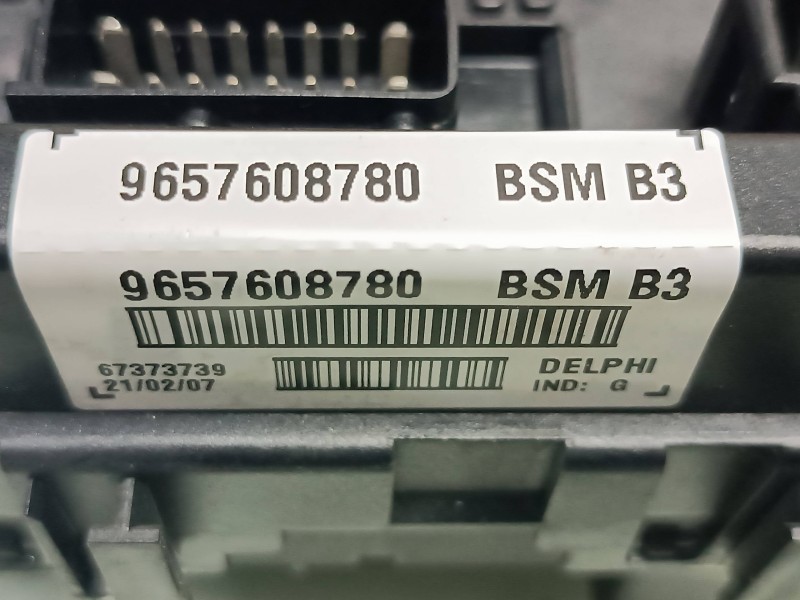 9657608780 BSM B3
9657608780 BSM B3
67373739 DELPHI
21/02/07 IND: G